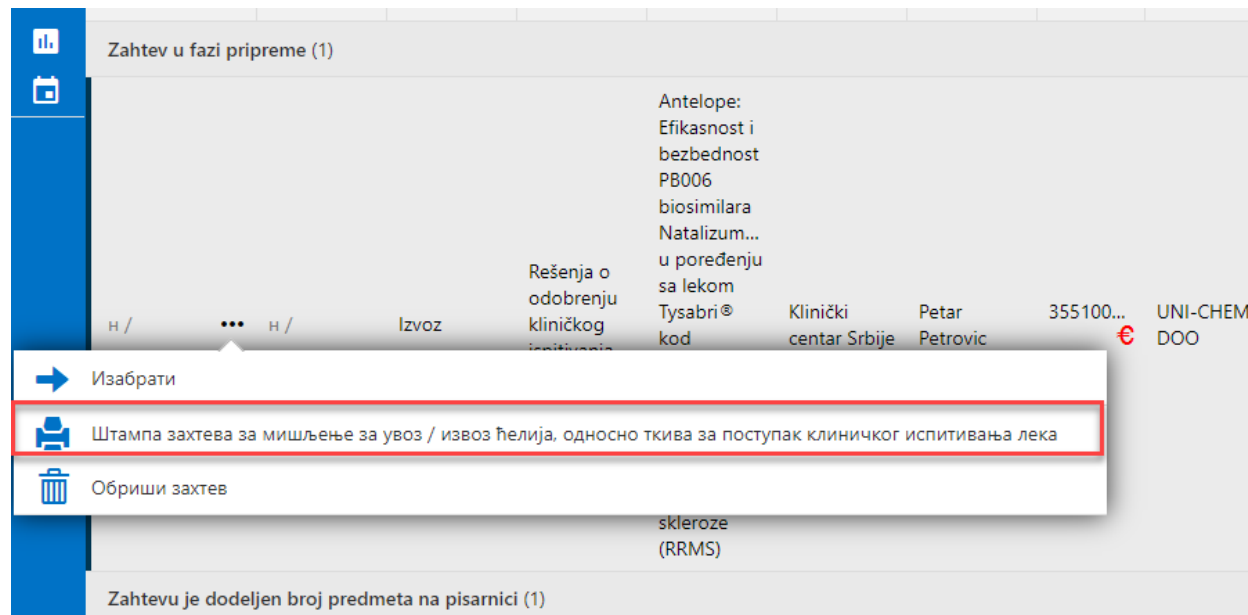 Zahtev u fazi pripreme (1)
Antelope:
Efikasnost i
bezbednost
PB006
biosimilara
Natalizum...
u poređenju
sa lekom
Tysabri®
kod
Rešenja o
odobrenju
kliničkog
ispitivanja
н /
•••
н /
Izvoz
Klinički
centar Srbije
Petar
Petrovic
355100...
€
UNI-CHEM
DOO
Изабрати
Штампа захтева за мишљење за увоз / извоз ћелија, односно ткива за поступак клиничког испитивања лека
Обриши захтев
skleroze
(RRMS)
Zahtevu je dodeljen broj predmeta na pisarnici (1)